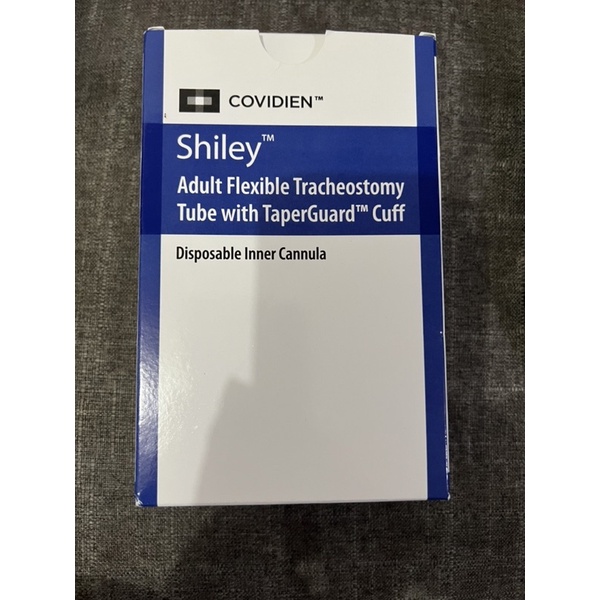 COVIDIEN™
Shiley™
Adult Flexible Tracheostomy
Tube with TaperGuard™ Cuff
Disposable Inner Cannula